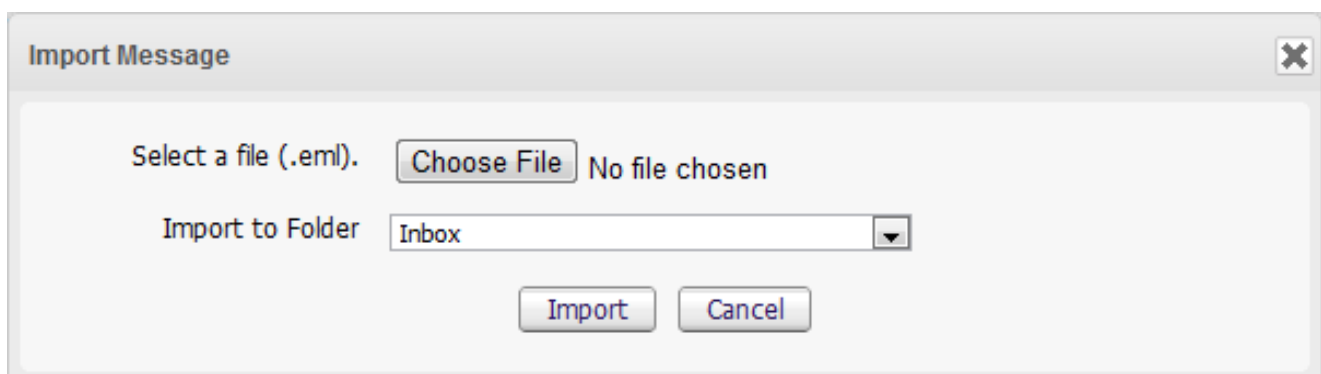 Import Message
Select a file (.eml). Choose File No file chosen
Import to Folder Inbox
Import Cancel